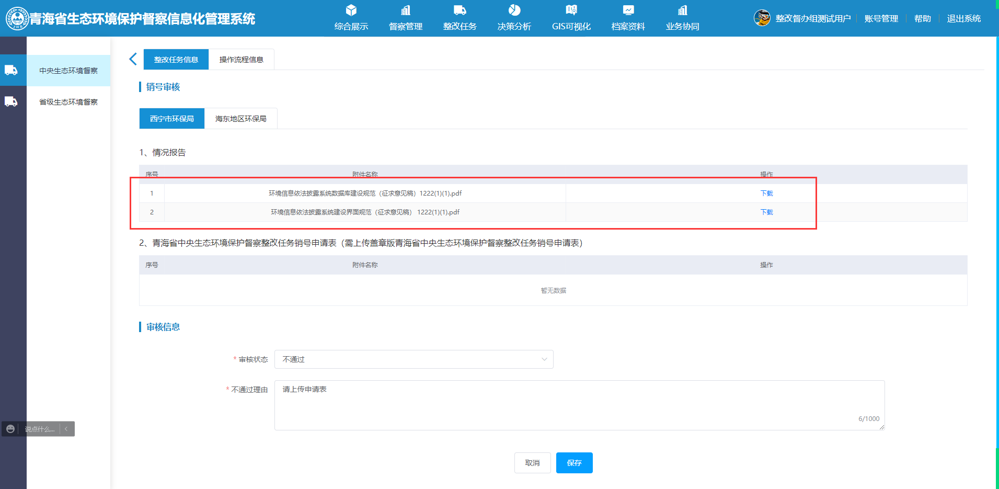 青海省生态环境保护督察信息化管理系统
综合展示 督察管理 整改任务 决策分析 GIS可视化 档案资料 业务协同
整改督办组测试用户 账号管理 帮助 退出系统
中央生态环境督察
省级生态环境督察
整改任务信息 操作流程信息
销号审核
西宁市环保局 海东地区环保局
1、情况报告
序号 附件名称 操作
1 环境信息依法披露系统数据库建设规范（征求意见稿）1222(1)(1).pdf 下载
2 环境信息依法披露系统建设界面规范（征求意见稿） 1222(1)(1).pdf 下载
2、青海省中央生态环境保护督察整改任务销号申请表（需上传盖章版青海省中央生态环境保护督察整改任务销号申请表）
序号 附件名称 操作
暂无数据
审核信息
* 审核状态 不通过
* 不通过理由 请上传申请表
6/1000
说点什么...
取消 保存
ZHB